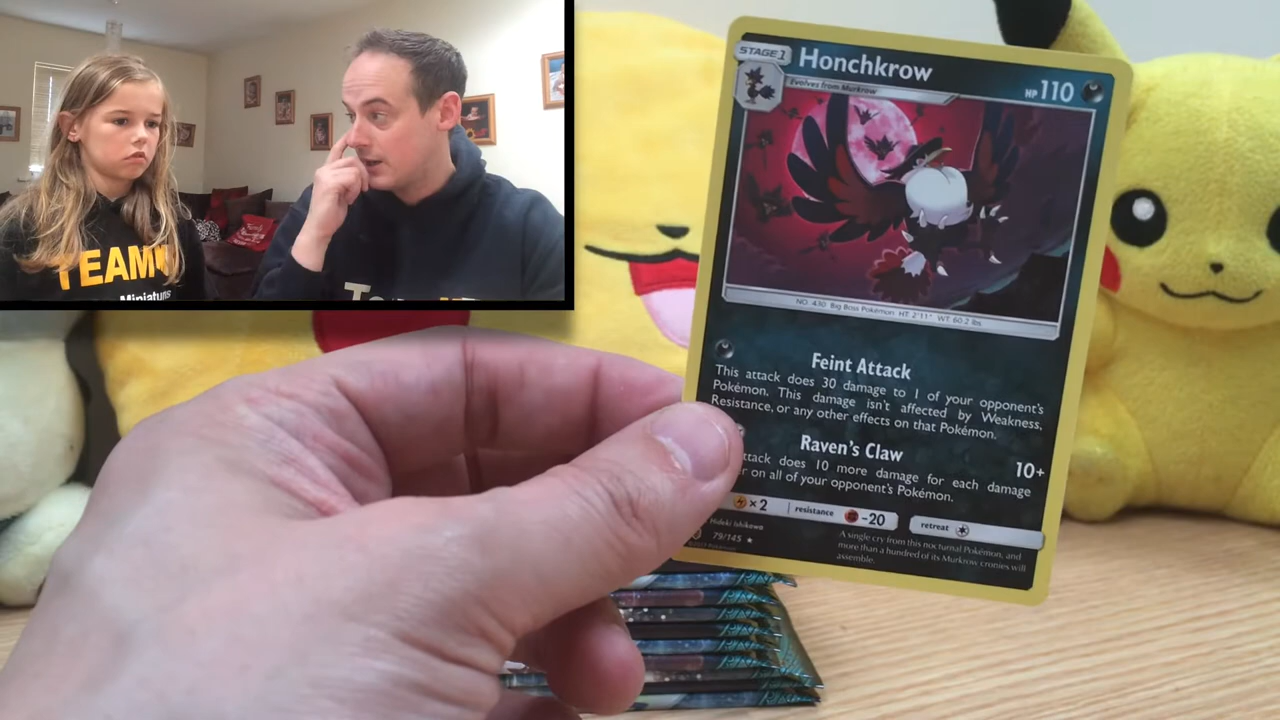 TEAM
Miniatures
STAGE 1
Honchkrow
HP 110
Evolves from Murkrow
NO. 430 Big Boss Pokémon HT: 2'11" WT: 60.2 lbs.
Feint Attack
This attack does 30 damage to 1 of your opponent's
Pokémon. This damage isn't affected by Weakness,
Resistance, or any other effects on that Pokémon.
Raven's Claw 10+
attack does 10 more damage for each damage
on all of your opponent's Pokémon.
×2 resistance -20 retreat
Hideki Ishikawa
79/145 ★
A single cry from this nocturnal Pokémon, and
more than a hundred of its Murkrow cronies will
assemble.